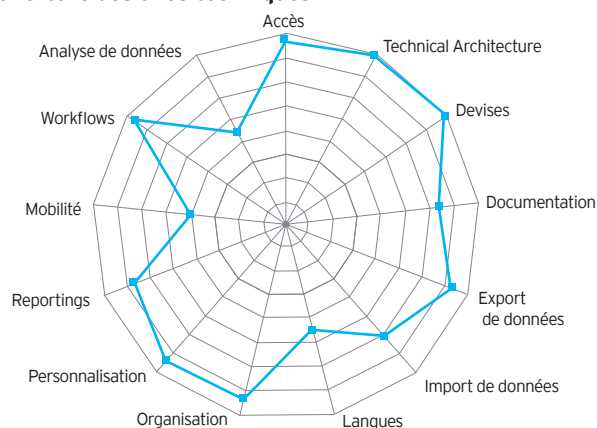 Accès
Analyse de données
Technical Architecture
Workflows
Devises
Mobilité
Documentation
Reportings
Export
de données
Personnalisation
Import de données
Organisation
Langues